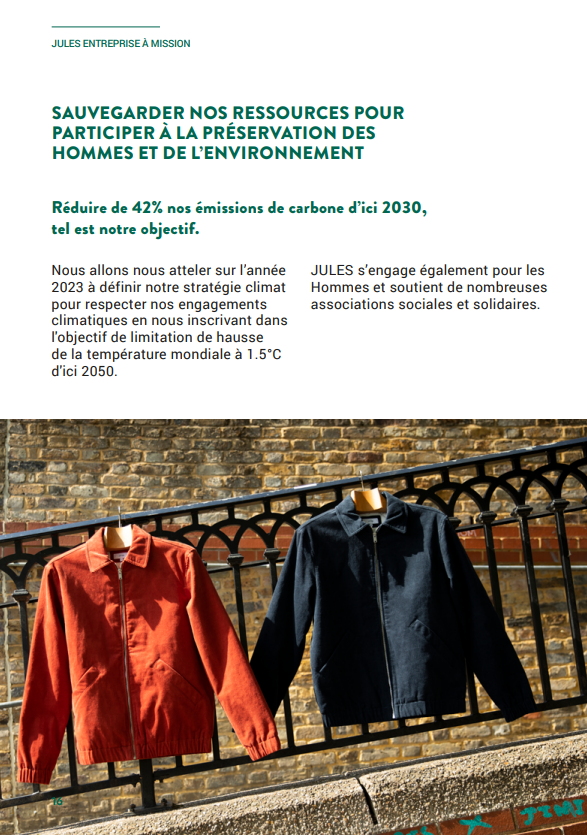 JULES ENTREPRISE À MISSION
SAUVEGARDER NOS RESSOURCES POUR
PARTICIPER À LA PRÉSERVATION DES
HOMMES ET DE L'ENVIRONNEMENT
Réduire de 42% nos émissions de carbone d'ici 2030,
tel est notre objectif.
Nous allons nous atteler sur l'année
2023 à définir notre stratégie climat
pour respecter nos engagements
climatiques en nous inscrivant dans
l'objectif de limitation de hausse
de la température mondiale à 1.5°C
d'ici 2050.
JULES s'engage également pour les
Hommes et soutient de nombreuses
associations sociales et solidaires.
16